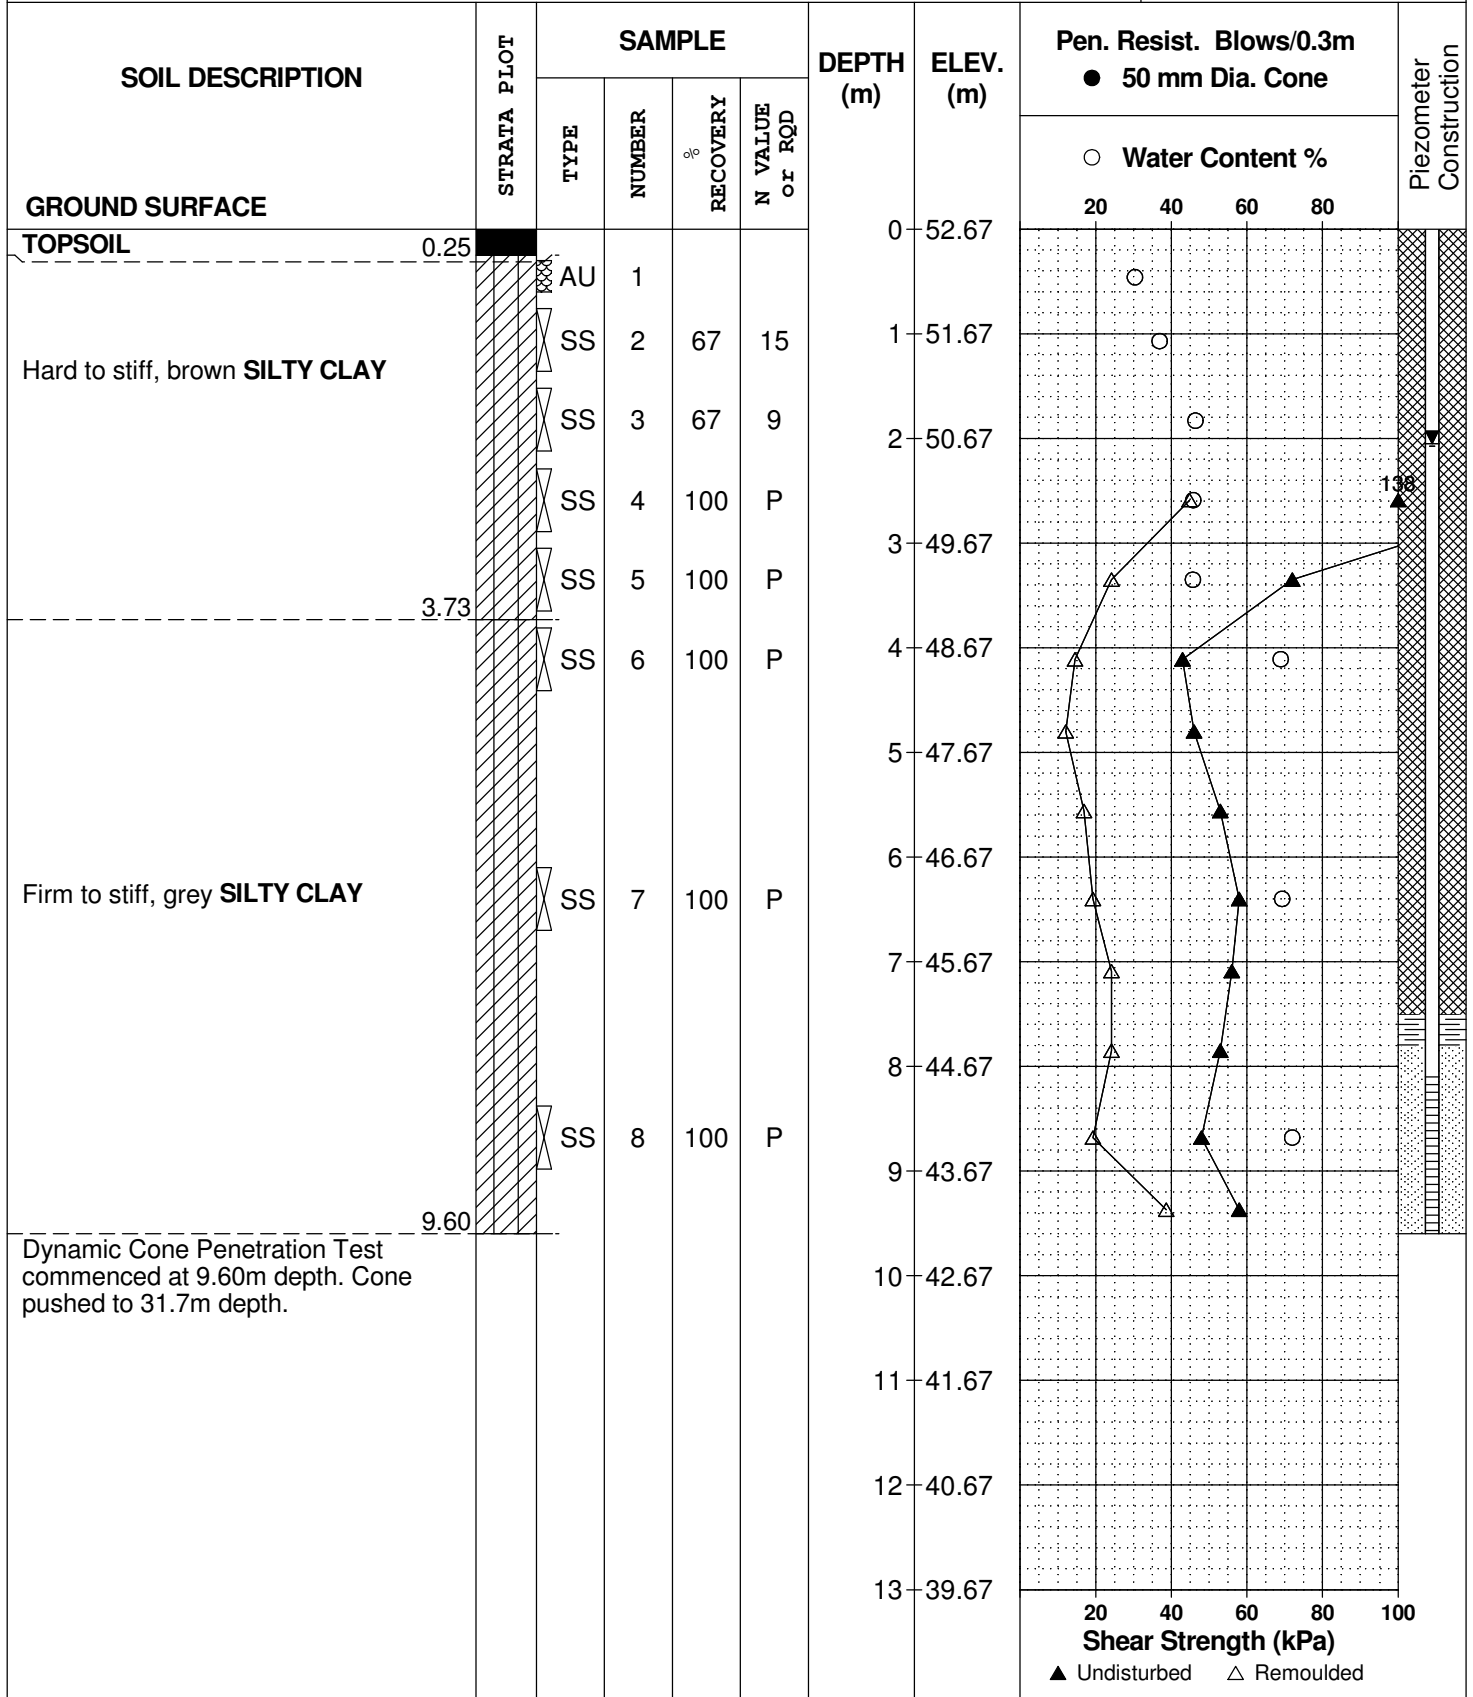 SOIL DESCRIPTION
GROUND SURFACE
STRATA PLOT
SAMPLE
TYPE
NUMBER
%
RECOVERY
N VALUE
or RQD
DEPTH
(m)
ELEV.
(m)
Pen. Resist. Blows/0.3m
● 50 mm Dia. Cone
○ Water Content %
20 40 60 80
Piezometer
Construction
TOPSOIL 0.25
0 52.67
AU 1
SS 2 67 15
1 51.67
Hard to stiff, brown SILTY CLAY
SS 3 67 9
2 50.67
138
SS 4 100 P
3 49.67
SS 5 100 P
3.73
4 48.67
SS 6 100 P
5 47.67
6 46.67
Firm to stiff, grey SILTY CLAY
SS 7 100 P
7 45.67
8 44.67
SS 8 100 P
9 43.67
9.60
Dynamic Cone Penetration Test
commenced at 9.60m depth. Cone
pushed to 31.7m depth.
10 42.67
11 41.67
12 40.67
13 39.67
20 40 60 80 100
Shear Strength (kPa)
▲ Undisturbed △ Remoulded